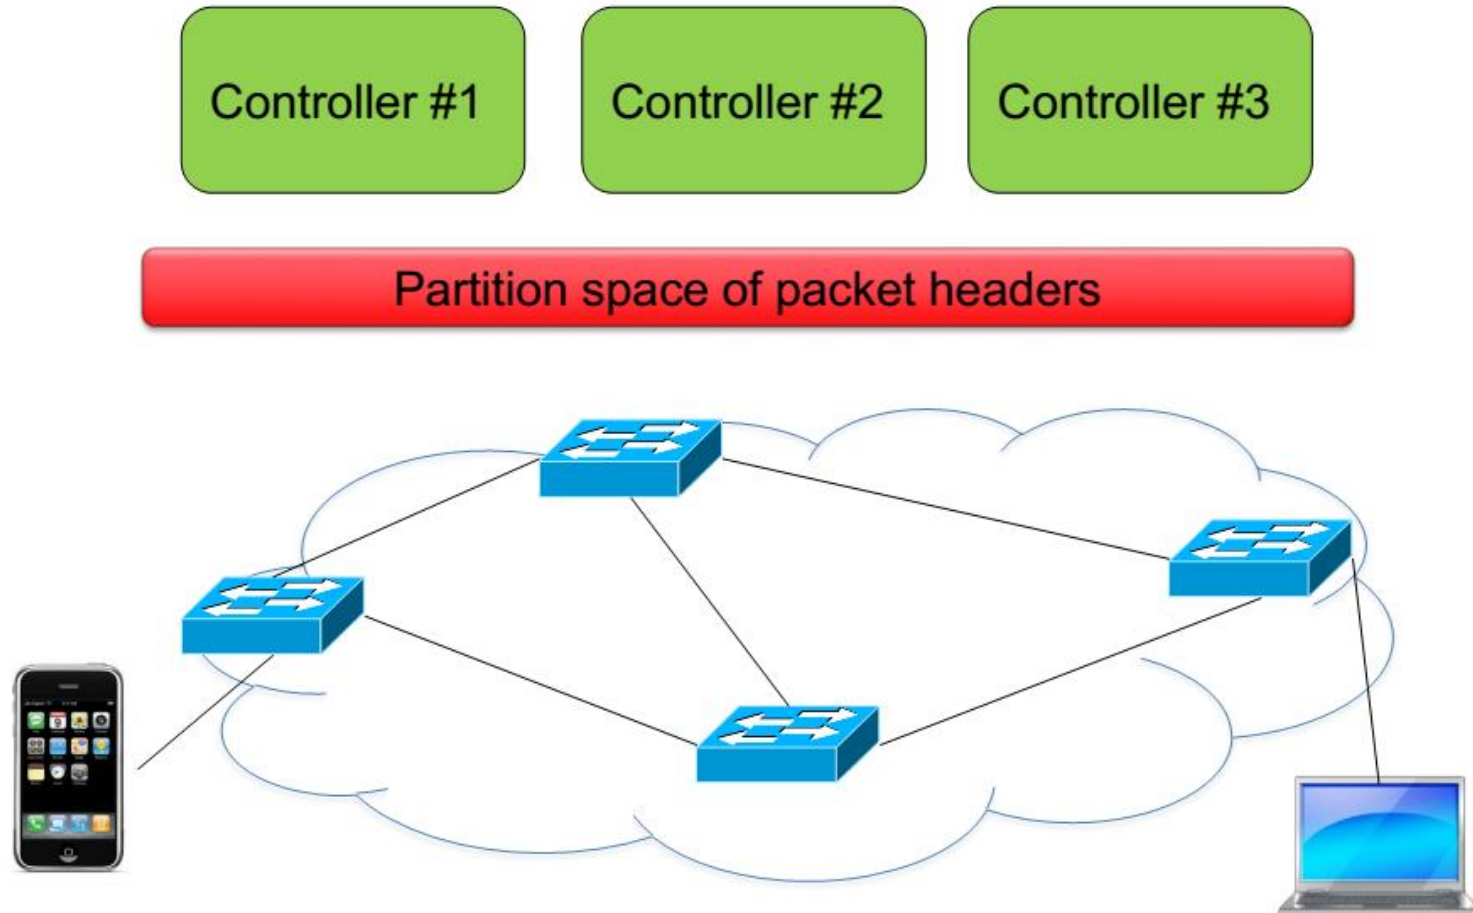 Controller #1
Controller #2
Controller #3
Partition space of packet headers